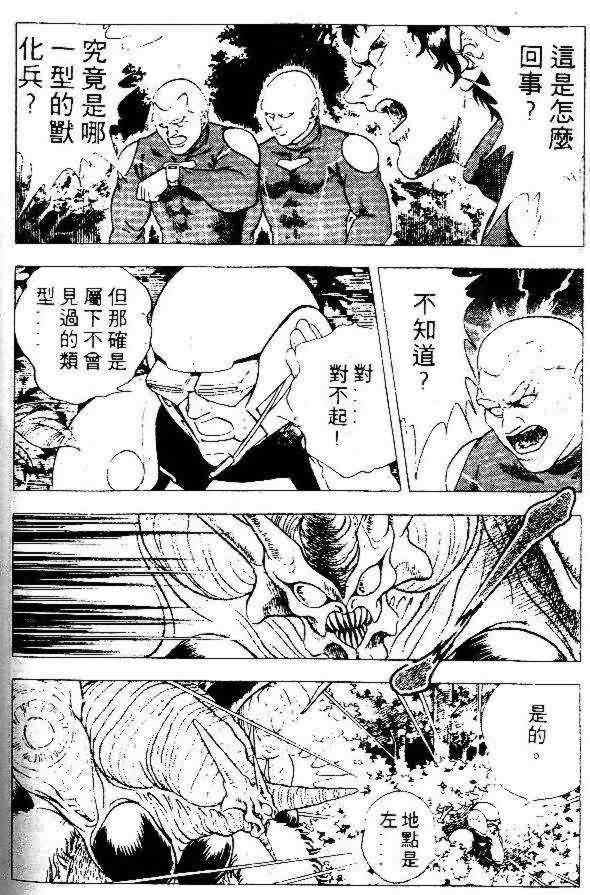 這是怎麼
回事？
究竟是哪
一型的獸
化兵？
不知道？
對……
對不起！
但那確是
屬下不曾
見過的類
型……
是的。
地點是
左……